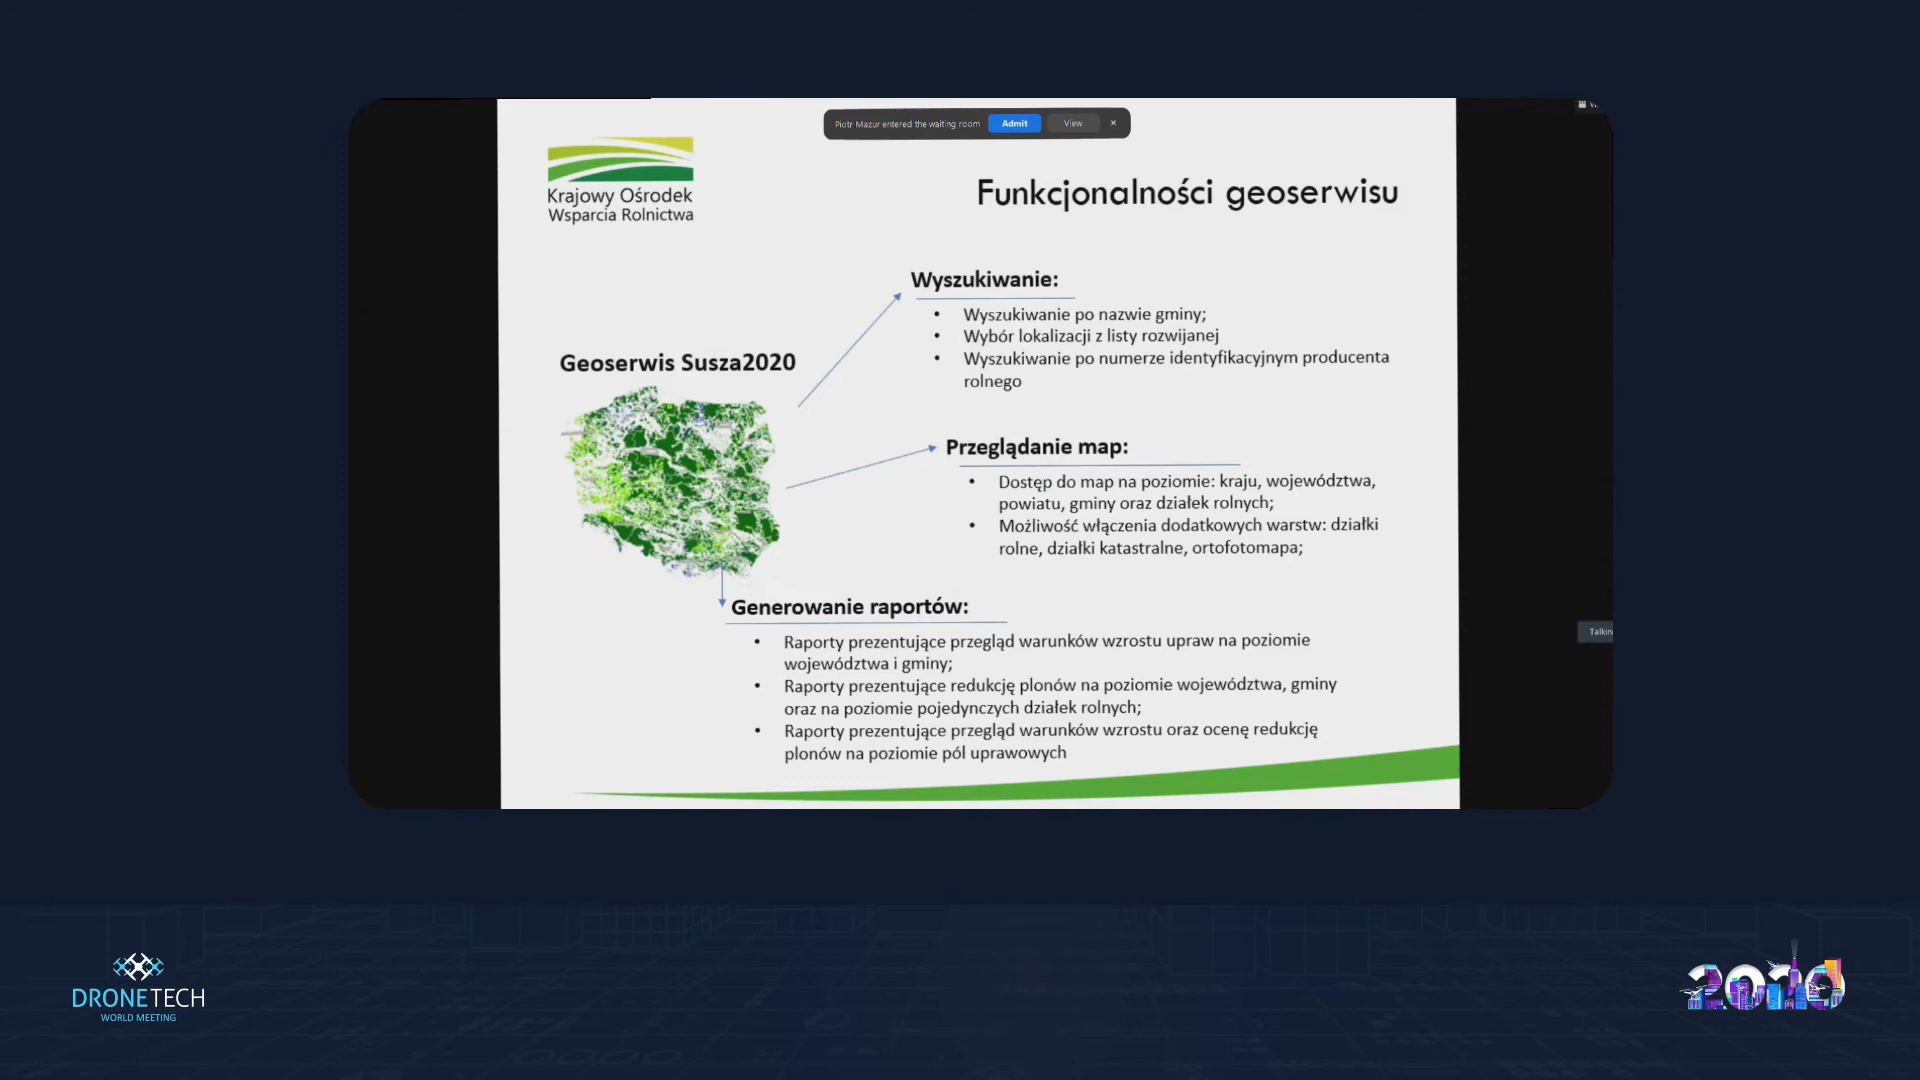 Piotr Mazur entered the waiting room Admit View
Krajowy Ośrodek
Wsparcia Rolnictwa
Funkcjonalności geoserwisu
Wyszukiwanie:
• Wyszukiwanie po nazwie gminy;
• Wybór lokalizacji z listy rozwijanej
• Wyszukiwanie po numerze identyfikacyjnym producenta
rolnego
Geoserwis Susza2020
Przeglądanie map:
• Dostęp do map na poziomie: kraju, województwa,
powiatu, gminy oraz działek rolnych;
• Możliwość włączenia dodatkowych warstw: działki
rolne, działki katastralne, ortofotomapa;
Generowanie raportów:
• Raporty prezentujące przegląd warunków wzrostu upraw na poziomie
województwa i gminy;
• Raporty prezentujące redukcję plonów na poziomie województwa, gminy
oraz na poziomie pojedynczych działek rolnych;
• Raporty prezentujące przegląd warunków wzrostu oraz ocenę redukcję
plonów na poziomie pól uprawowych
DRONETECH
WORLD MEETING
2020